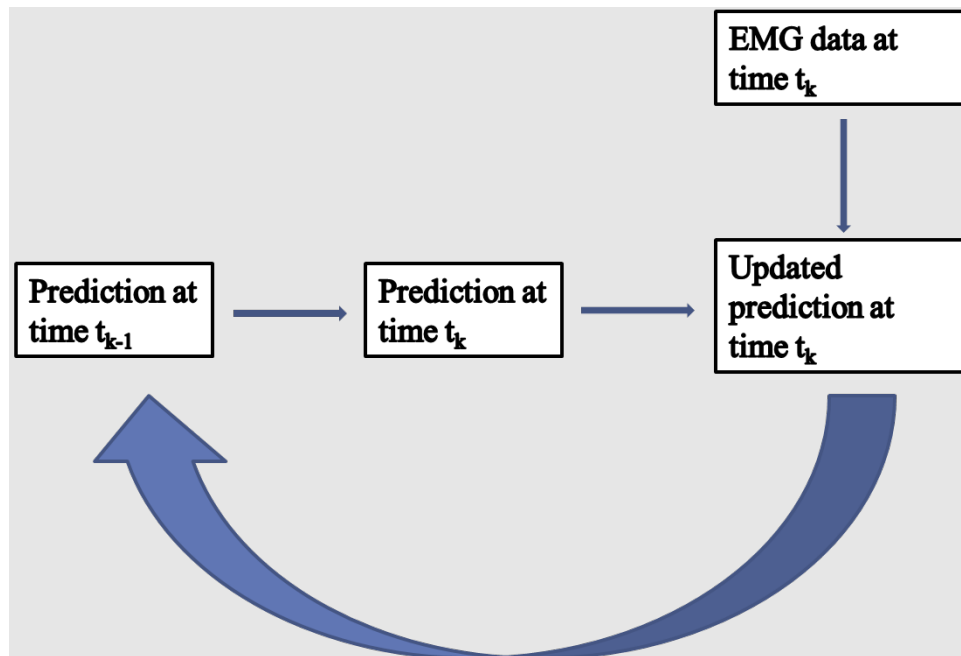 EMG data at
time tₖ
Prediction at
time tₖ₋₁
Prediction at
time tₖ
Updated
prediction at
time tₖ